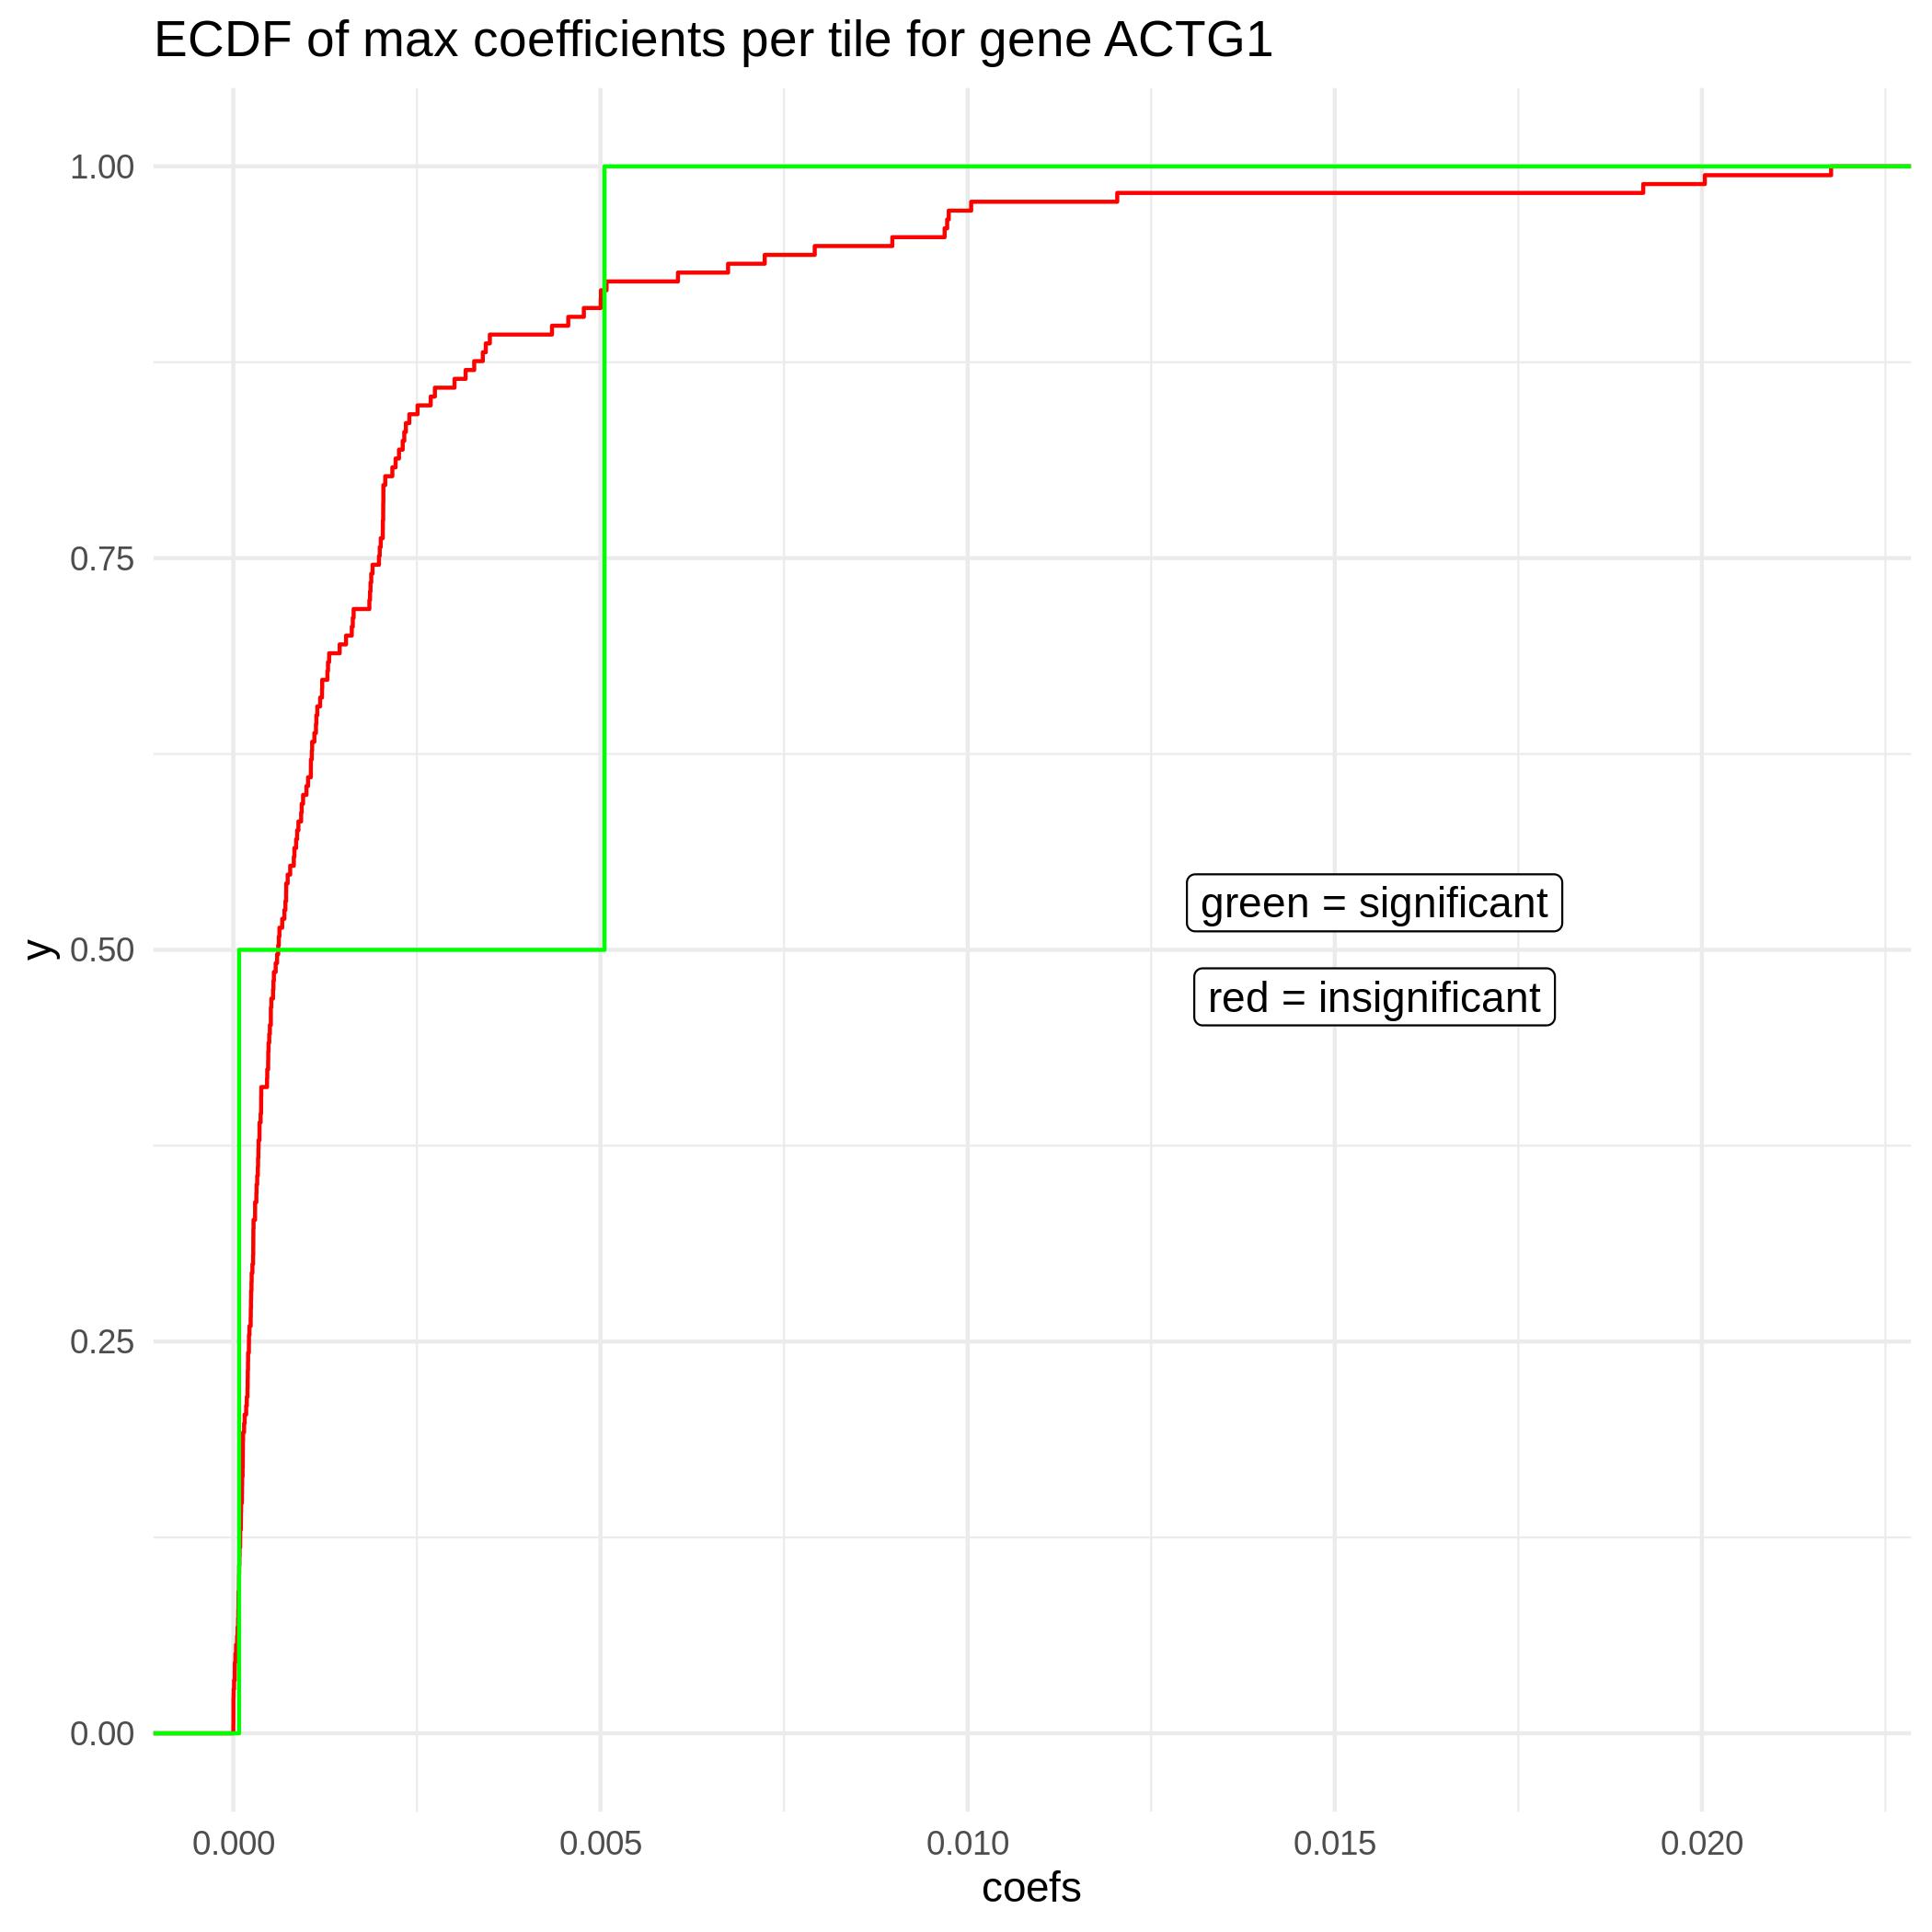 ECDF of max coefficients per tile for gene ACTG1
1.00
0.75
0.50
0.25
0.00
y
green = significant
red = insignificant
0.000 0.005 0.010 0.015 0.020
coefs